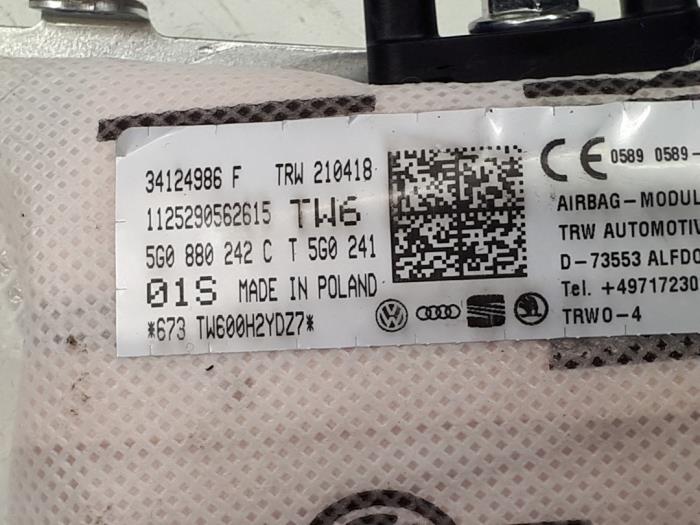 34124986 F TRW 210418
1125290562615 TW6
5G0 880 242 C T 5G0 241
01S MADE IN POLAND
*673 TW600H2YDZ7*
CE 0589 0589-
AIRBAG-MODUL
TRW AUTOMOTIV
D-73553 ALFDO
Tel. +49717230
TRWO-4